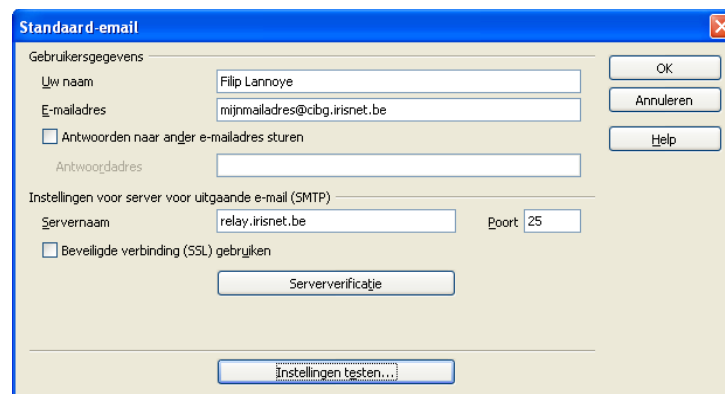 Standaard-email
Gebruikersgegevens
Uw naam Filip Lannoye
E-mailadres mijnmailadres@cibg.irisnet.be
Antwoorden naar ander e-mailadres sturen
Antwoordadres
Instellingen voor server voor uitgaande e-mail (SMTP)
Servernaam relay.irisnet.be Poort 25
Beveiligde verbinding (SSL) gebruiken
Serververificatie
Instellingen testen...
OK
Annuleren
Help